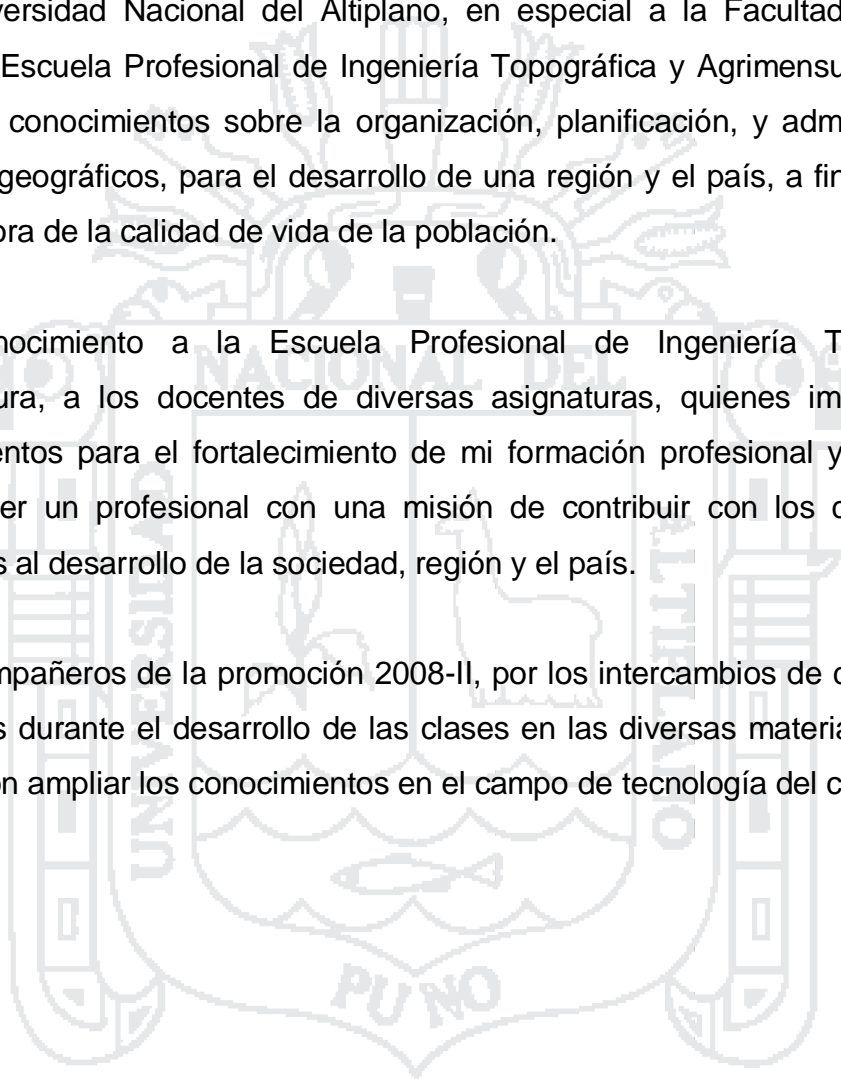 versidad Nacional del Altiplano, en especial a la Facultad
Escuela Profesional de Ingeniería Topográfica y Agrimensu
conocimientos sobre la organización, planificación, y adm
geográficos, para el desarrollo de una región y el país, a fin
ora de la calidad de vida de la población.
nocimiento a la Escuela Profesional de Ingeniería T
ura, a los docentes de diversas asignaturas, quienes im
entos para el fortalecimiento de mi formación profesional y
er un profesional con una misión de contribuir con los c
s al desarrollo de la sociedad, región y el país.
mpañeros de la promoción 2008-II, por los intercambios de c
s durante el desarrollo de las clases en las diversas materia
on ampliar los conocimientos en el campo de tecnología del c
UNIVERSIDAD
NACIONAL DEL
ALTIPLANO
PUNO